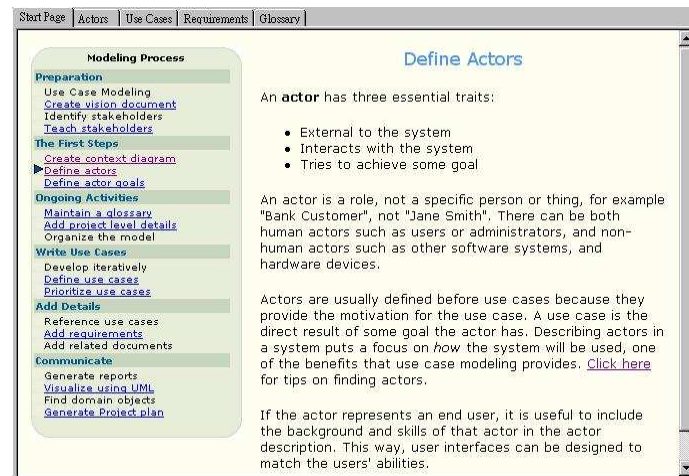 Start Page Actors Use Cases Requirements Glossary
Modeling Process
Preparation
Use Case Modeling
Create vision document
Identify stakeholders
Teach stakeholders
The First Steps
Create context diagram
Define actors
Define actor goals
Ongoing Activities
Maintain a glossary
Add project level details
Organize the model
Write Use Cases
Develop iteratively
Define use cases
Prioritize use cases
Add Details
Reference use cases
Add requirements
Add related documents
Communicate
Generate reports
Visualize using UML
Find domain objects
Generate Project plan
Define Actors
An actor has three essential traits:
• External to the system
• Interacts with the system
• Tries to achieve some goal
An actor is a role, not a specific person or thing, for example
"Bank Customer", not "Jane Smith". There can be both
human actors such as users or administrators, and non-
human actors such as other software systems, and
hardware devices.
Actors are usually defined before use cases because they
provide the motivation for the use case. A use case is the
direct result of some goal the actor has. Describing actors in
a system puts a focus on how the system will be used, one
of the benefits that use case modeling provides. Click here
for tips on finding actors.
If the actor represents an end user, it is useful to include
the background and skills of that actor in the actor
description. This way, user interfaces can be designed to
match the users' abilities.